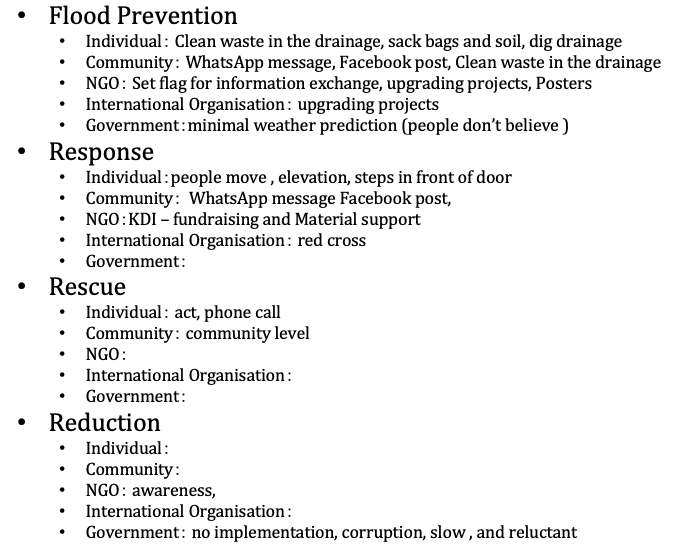 • Flood Prevention
• Individual: Clean waste in the drainage, sack bags and soil, dig drainage
• Community: WhatsApp message, Facebook post, Clean waste in the drainage
• NGO: Set flag for information exchange, upgrading projects, Posters
• International Organisation: upgrading projects
• Government:minimal weather prediction (people don't believe )
• Response
• Individual:people move , elevation, steps in front of door
• Community: WhatsApp message Facebook post,
• NGO:KDI – fundraising and Material support
• International Organisation: red cross
• Government:
• Rescue
• Individual: act, phone call
• Community: community level
• NGO:
• International Organisation:
• Government:
• Reduction
• Individual:
• Community:
• NGO: awareness,
• International Organisation:
• Government: no implementation, corruption, slow , and reluctant